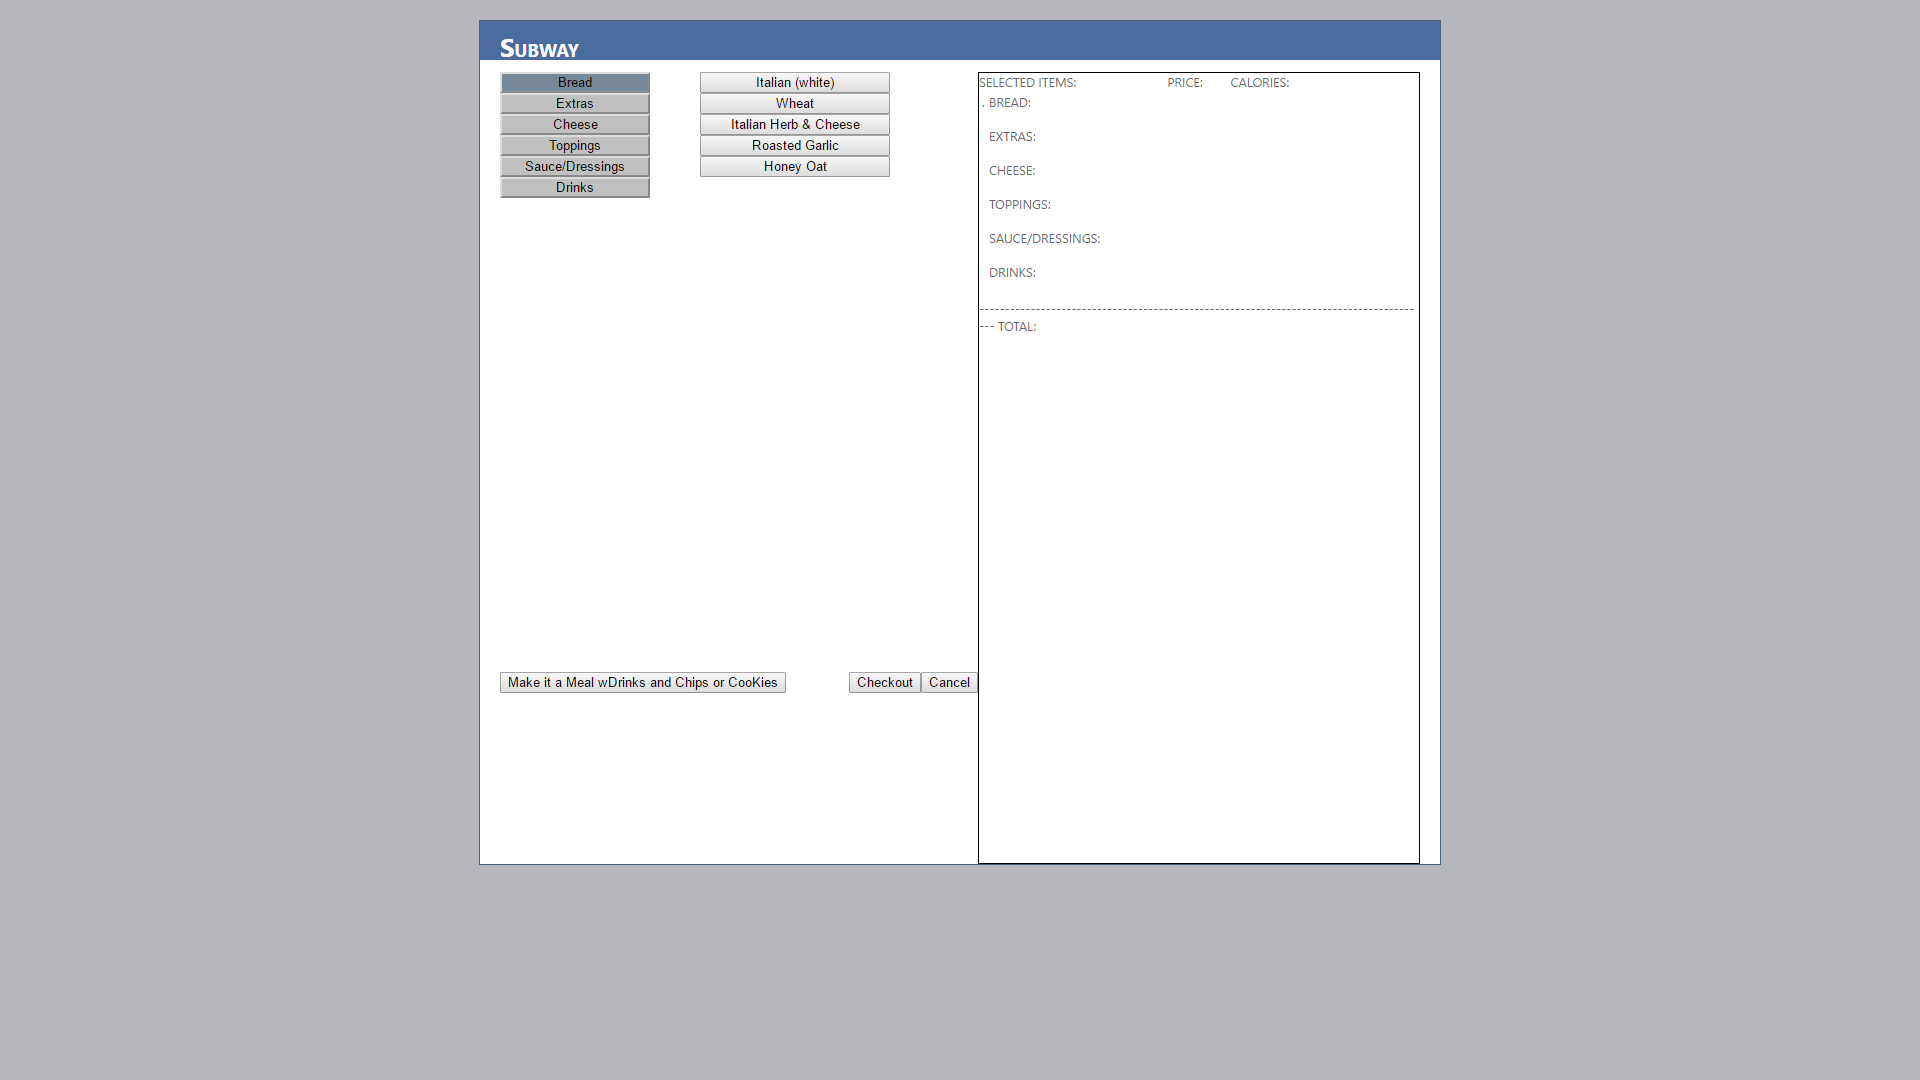 SUBWAY
Bread
Extras
Cheese
Toppings
Sauce/Dressings
Drinks
Italian (white)
Wheat
Italian Herb & Cheese
Roasted Garlic
Honey Oat
Make it a Meal wDrinks and Chips or CooKies
Checkout Cancel
SELECTED ITEMS: PRICE: CALORIES:
. BREAD:
EXTRAS:
CHEESE:
TOPPINGS:
SAUCE/DRESSINGS:
DRINKS:
--------------------------------------------------------------------------------------
--- TOTAL: